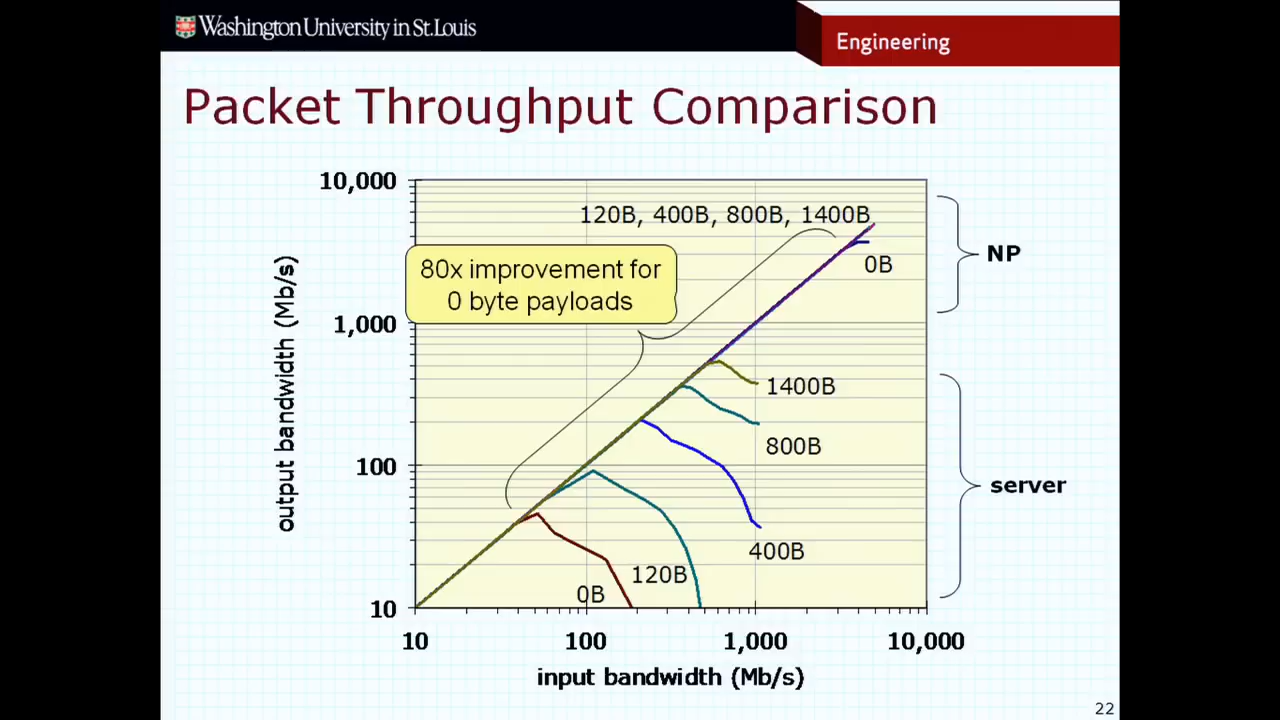 Washington University in St. Louis
Engineering
Packet Throughput Comparison
10,000
1,000
100
10
output bandwidth (Mb/s)
120B, 400B, 800B, 1400B
0B
80x improvement for
0 byte payloads
1400B
800B
400B
120B
0B
NP
server
10
100
1,000
10,000
input bandwidth (Mb/s)
22